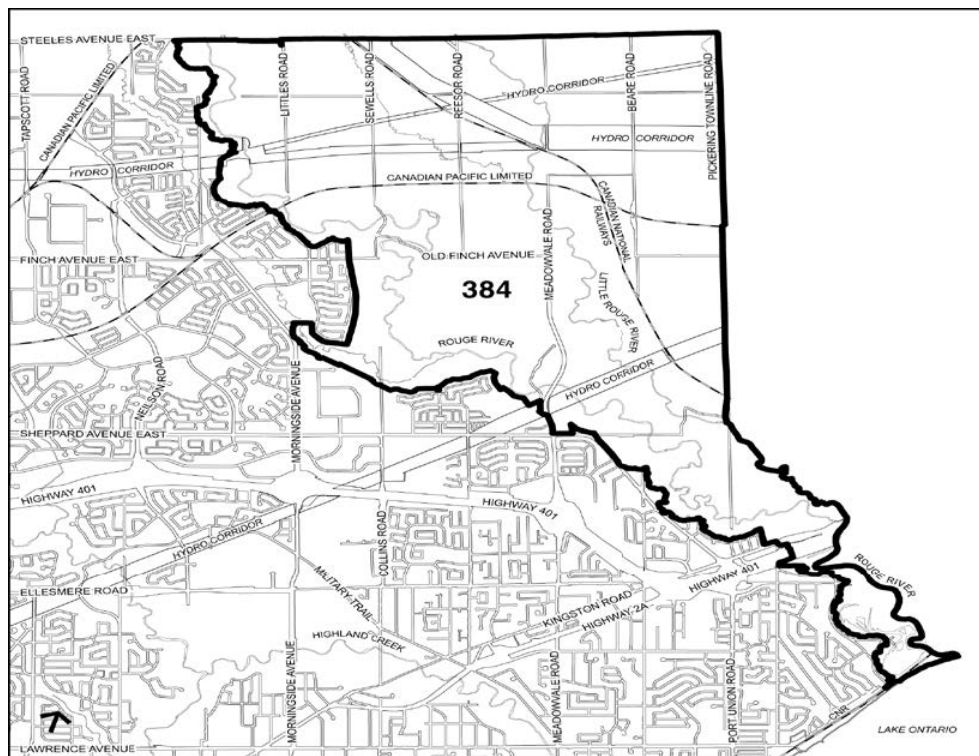 STEELES AVENUE EAST
TAPSCOTT ROAD
CANADIAN PACIFIC LIMITED
LITTLES ROAD
SEWELLS ROAD
REESOR ROAD
HYDRO CORRIDOR
BEARE ROAD
PICKERING TOWNLINE ROAD
HYDRO CORRIDOR
HYDRO CORRIDOR
CANADIAN PACIFIC LIMITED
CANADIAN NATIONAL
RAILWAYS
MEADOWVALE ROAD
FINCH AVENUE EAST
OLD FINCH AVENUE
384
LITTLE ROUGE RIVER
ROUGE RIVER
HYDRO CORRIDOR
NEILSON ROAD
MORNINGSIDE AVENUE
SHEPPARD AVENUE EAST
HIGHWAY 401
HIGHWAY 401
HYDRO CORRIDOR
COLLINS ROAD
MILITARY TRAIL
HIGHWAY 401
ROUGE RIVER
ELLESMERE ROAD
KINGSTON ROAD
HIGHWAY 2A
HIGHLAND CREEK
MORNINGSIDE AVENUE
MEADOWVALE ROAD
PORT UNION ROAD
CNR
LAKE ONTARIO
LAWRENCE AVENUE